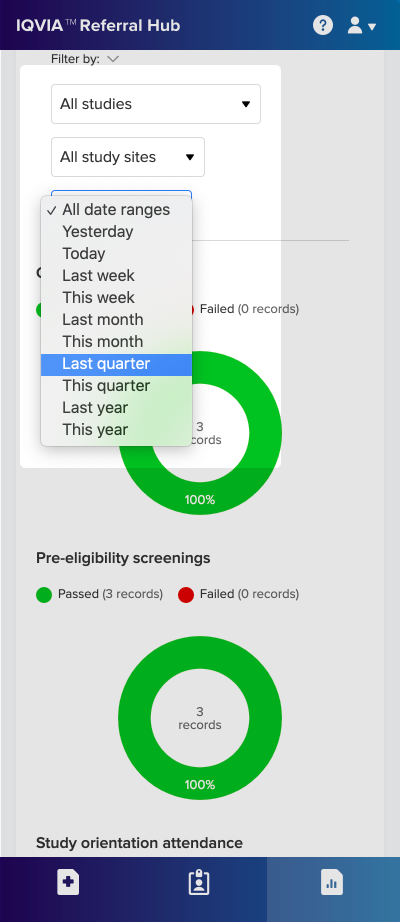 IQVIA™ Referral Hub
Filter by:
All studies
All study sites
✓ All date ranges
Yesterday
Today
Last week
This week
Last month
This month
Last quarter
This quarter
Last year
This year
Failed (0 records)
3
100%
Pre-eligibility screenings
Passed (3 records) Failed (0 records)
3
records
100%
Study orientation attendance